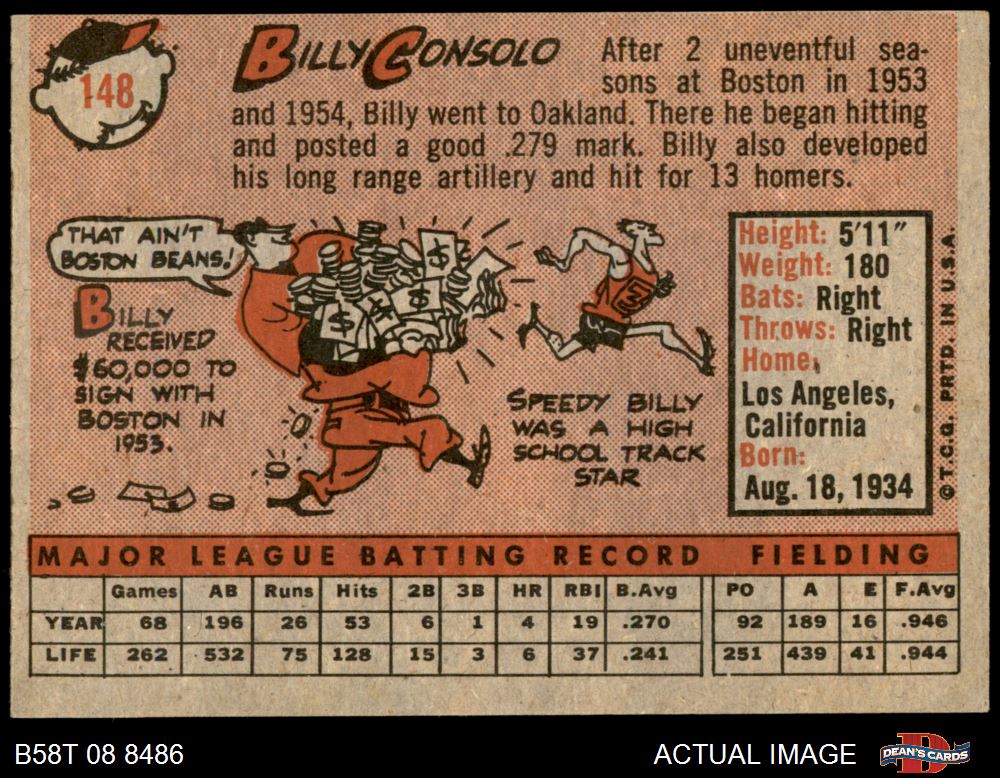 148
BILLY CONSOLO
After 2 uneventful sea-
sons at Boston in 1953
and 1954, Billy went to Oakland. There he began hitting
and posted a good .279 mark. Billy also developed
his long range artillery and hit for 13 homers.
THAT AIN'T
BOSTON BEANS!
BILLY
RECEIVED
$60,000 TO
SIGN WITH
BOSTON IN
1953.
$ $ $ $
SPEEDY BILLY
WAS A HIGH
SCHOOL TRACK
STAR
Height: 5'11"
Weight: 180
Bats: Right
Throws: Right
Home:
Los Angeles,
California
Born:
Aug. 18, 1934
© T.C.G. PRTD. IN U.S.A.
MAJOR LEAGUE BATTING RECORD FIELDING
Games AB Runs Hits 2B 3B HR RBI B.Avg PO A E F.Avg
YEAR 68 196 26 53 6 1 4 19 .270 92 189 16 .946
LIFE 262 532 75 128 15 3 6 37 .241 251 439 41 .944
B58T 08 8486 ACTUAL IMAGE DEAN'S CARDS